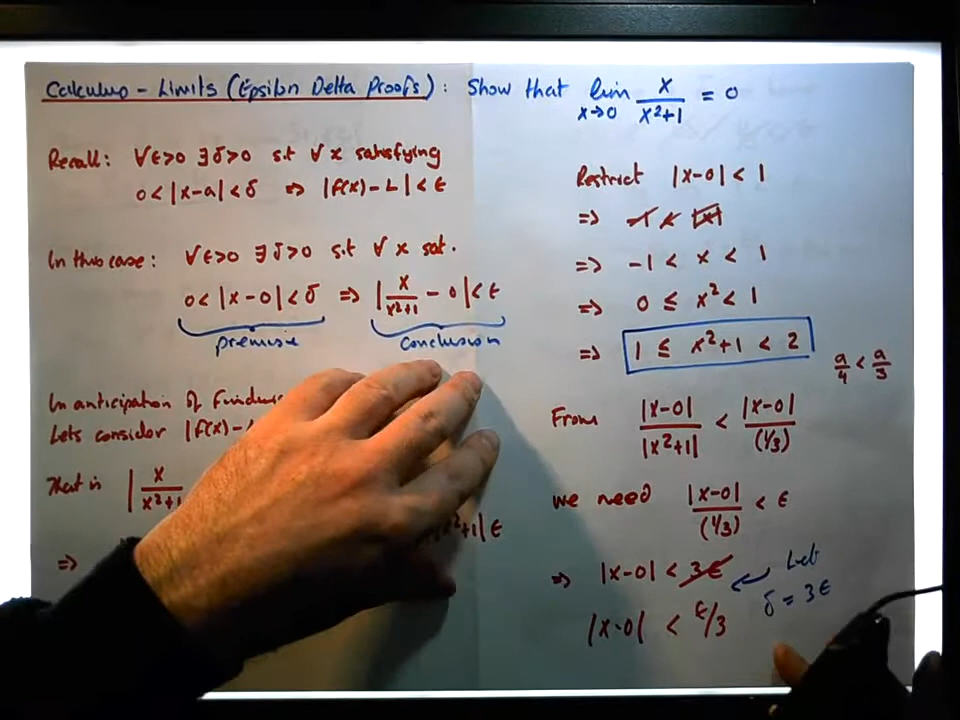 Calculus - Limits (Epsilon Delta Proofs) : Show that lim x→0 x/(x²+1) = 0
Recall: ∀ε>0 ∃δ>0 s.t ∀ x satisfying
0<|x-a|<δ ⇒ |f(x)-L|<ε
In this case: ∀ε>0 ∃δ>0 s.t ∀ x sat.
0<|x-0|<δ ⇒ |x/(x²+1) - 0|<ε
premise conclusion
In anticipation of
Lets consider |f(x)-
That is |x/(x²+1
x²+1|ε
⇒
Restrict |x-0|<1
⇒
⇒ -1 < x < 1
⇒ 0 ≤ x² < 1
⇒ 1 ≤ x²+1 < 2
a/4 < a/3
From |x-0|/|x²+1| < |x-0|/(1/3)
we need |x-0|/(1/3) < ε
⇒ |x-0| < 3ε
Let
δ = 3ε
|x-0| < ε/3